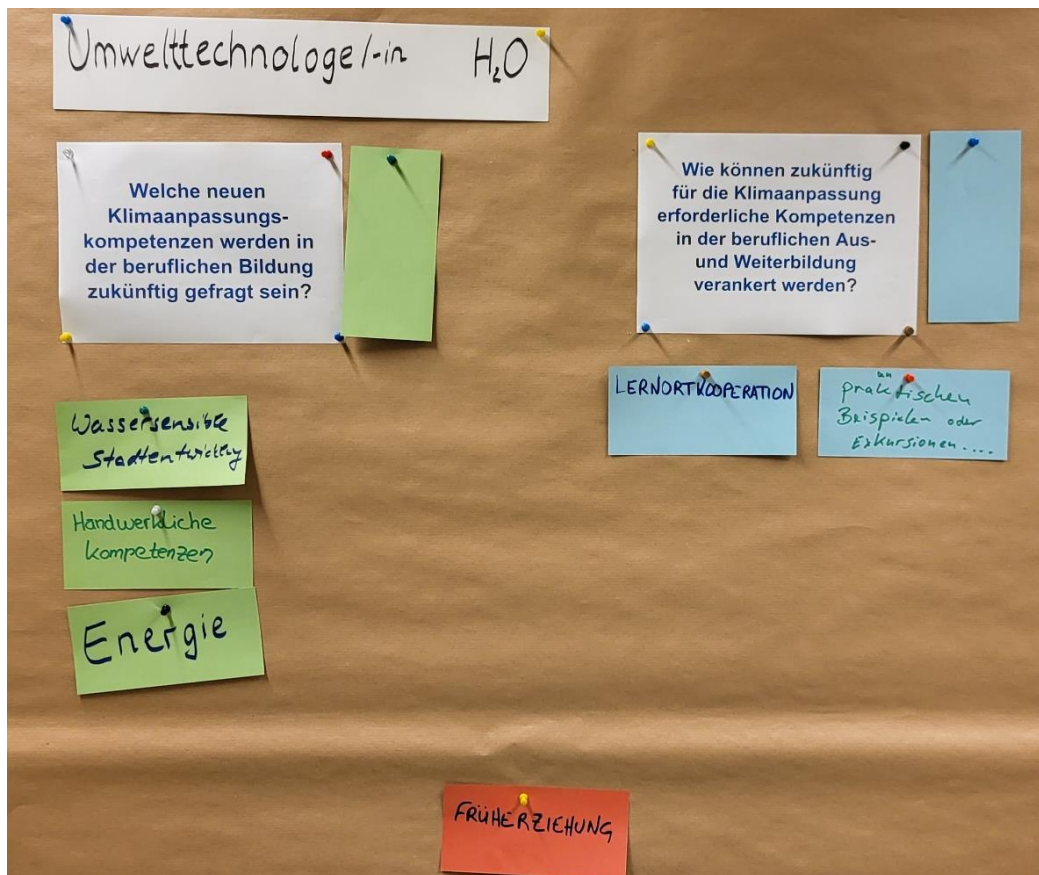 Umwelttechnologe/-in H₂O
Welche neuen
Klimaanpassungs-
kompetenzen werden in
der beruflichen Bildung
zukünftig gefragt sein?
Wassersensible
Stadtentwicklung
Handwerkliche
Kompetenzen
Energie
Wie können zukünftig
für die Klimaanpassung
erforderliche Kompetenzen
in der beruflichen Aus-
und Weiterbildung
verankert werden?
LERNORTKOOPERATION
an
praktischen
Beispielen oder
Exkursionen....
FRÜHERZIEHUNG